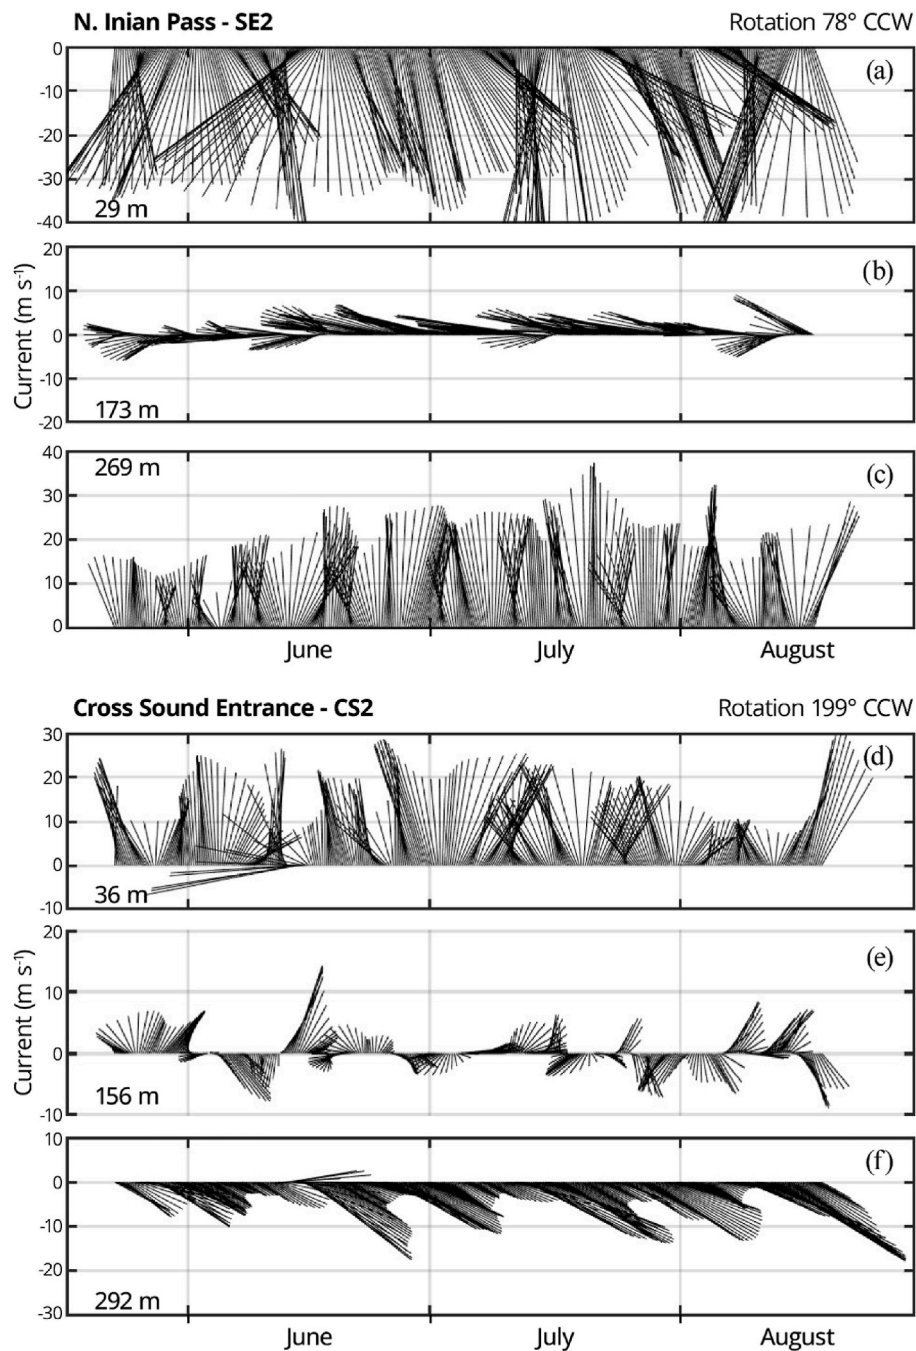 N. Inian Pass - SE2 Rotation 78° CCW
0
-10
-20
-30
-40
(a)
29 m
20
10
0
-10
-20
(b)
173 m
Current (m s-1)
40
30
20
10
0
269 m
(c)
June July August
Cross Sound Entrance - CS2 Rotation 199° CCW
30
20
10
0
-10
(d)
36 m
20
10
0
-10
(e)
156 m
Current (m s-1)
10
0
-10
-20
-30
(f)
292 m
June July August